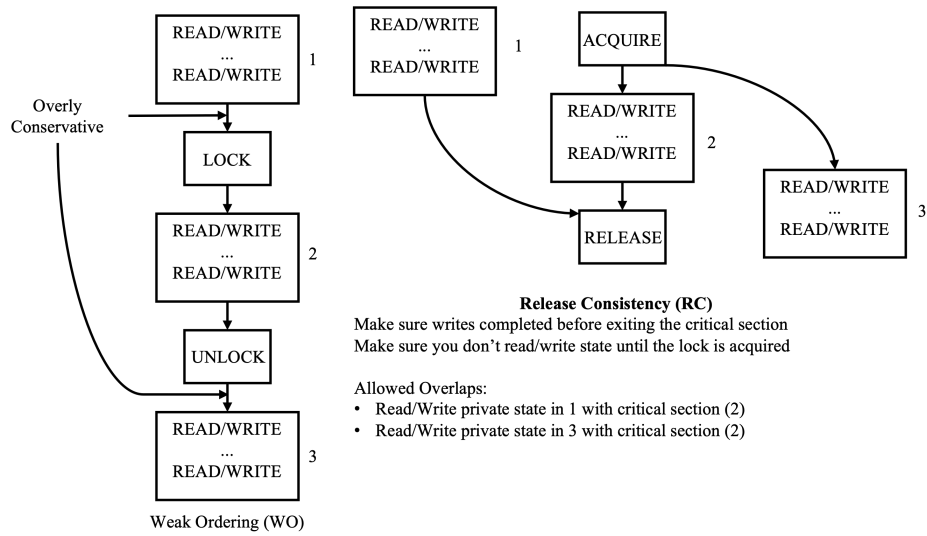 READ/WRITE
...
READ/WRITE
1
Overly
Conservative
LOCK
READ/WRITE
...
READ/WRITE
2
UNLOCK
READ/WRITE
...
READ/WRITE
3
Weak Ordering (WO)
READ/WRITE
...
READ/WRITE
1
ACQUIRE
READ/WRITE
...
READ/WRITE
2
READ/WRITE
...
READ/WRITE
3
RELEASE
Release Consistency (RC)
Make sure writes completed before exiting the critical section
Make sure you don’t read/write state until the lock is acquired
Allowed Overlaps:
• Read/Write private state in 1 with critical section (2)
• Read/Write private state in 3 with critical section (2)